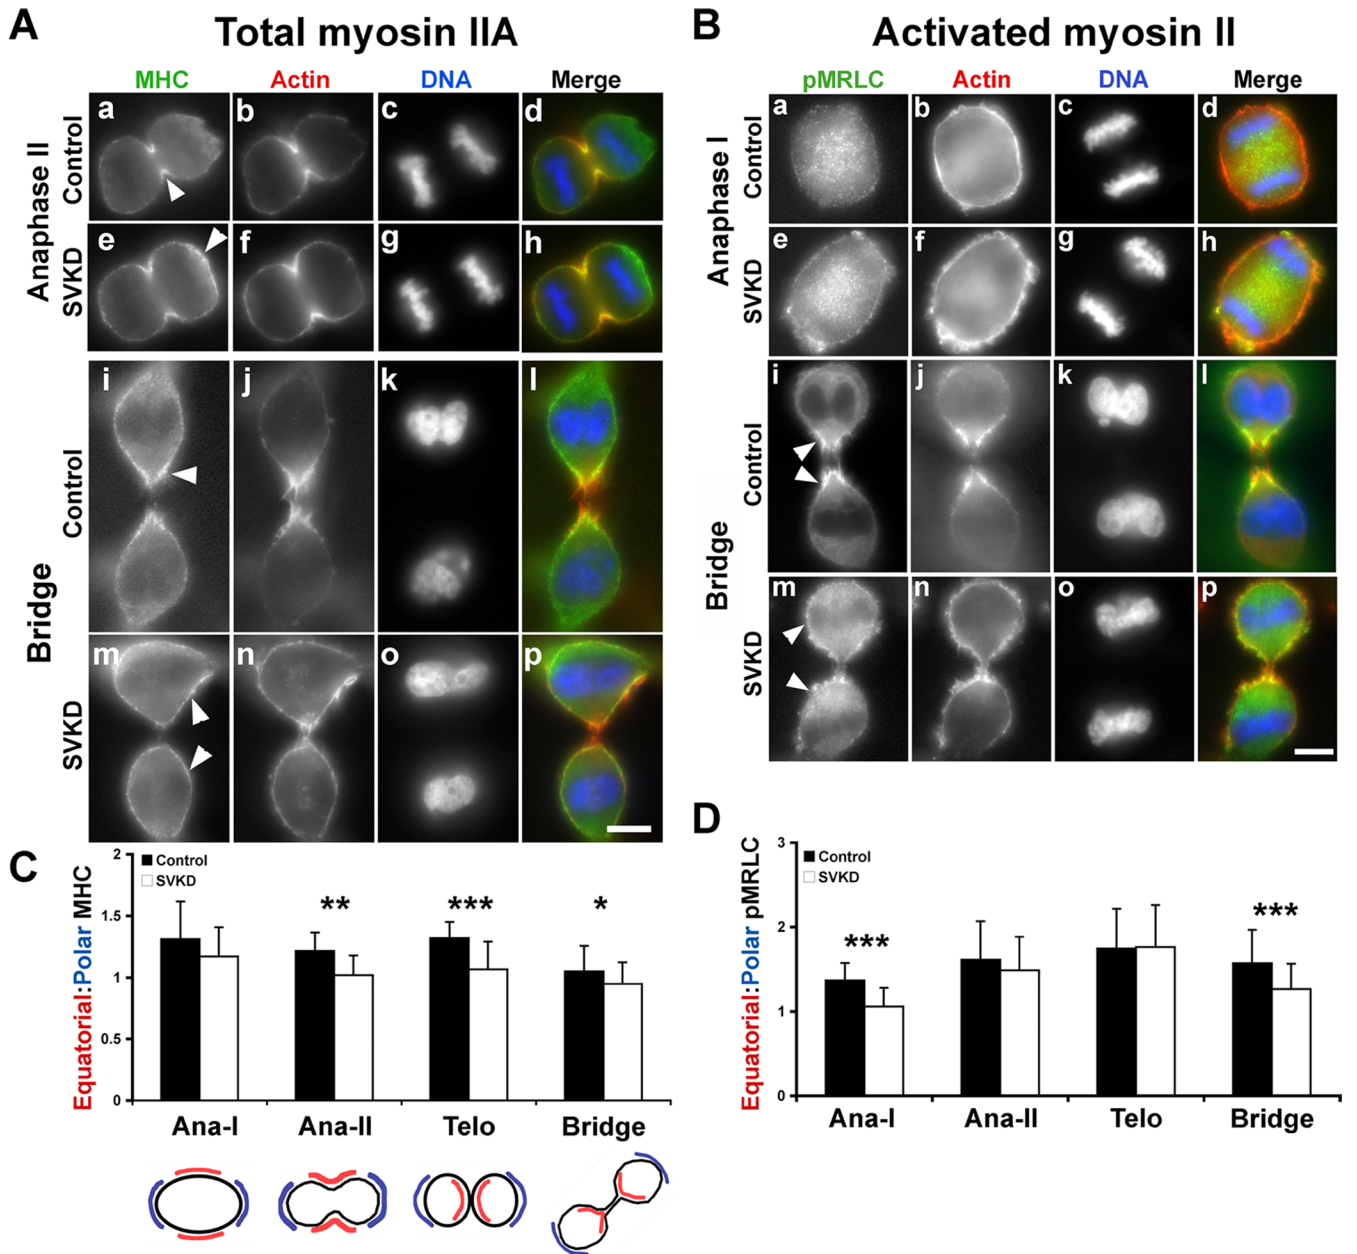 A Total myosin IIA
MHC Actin DNA Merge
Anaphase II
Control
a b c d
SVKD
e f g h
Bridge
Control
i j k l
SVKD
m n o p
B Activated myosin II
pMRLC Actin DNA Merge
Anaphase I
Control
a b c d
SVKD
e f g h
Bridge
Control
i j k l
SVKD
m n o p
C
Equatorial:Polar MHC
2
1.5
1
0.5
0
Control
SVKD
** *** *
Ana-I Ana-II Telo Bridge
D
Equatorial:Polar pMRLC
3
2
1
0
Control
SVKD
*** ***
Ana-I Ana-II Telo Bridge